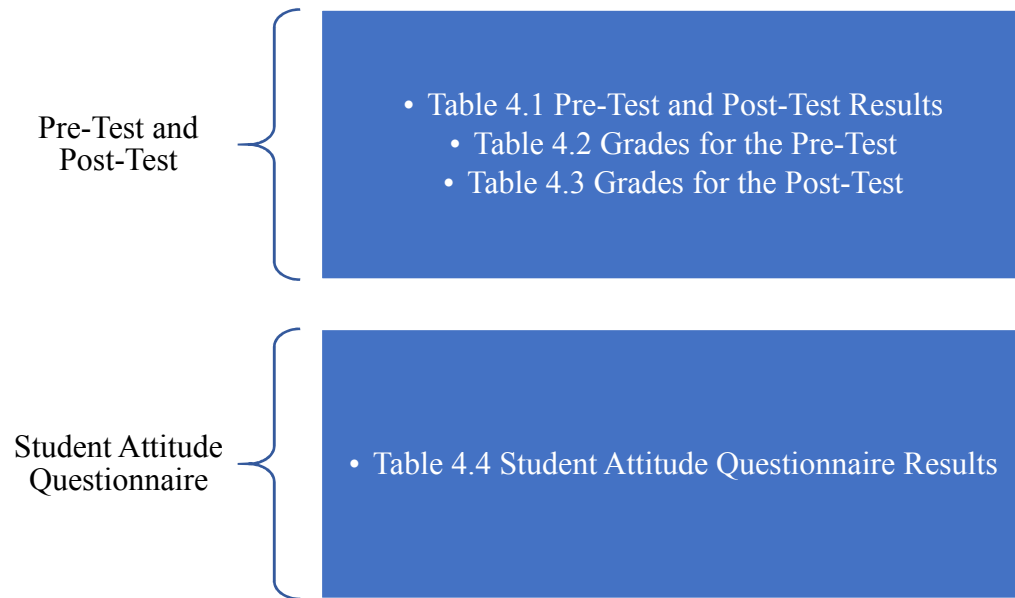 Pre-Test and
Post-Test
• Table 4.1 Pre-Test and Post-Test Results
• Table 4.2 Grades for the Pre-Test
• Table 4.3 Grades for the Post-Test
Student Attitude
Questionnaire
• Table 4.4 Student Attitude Questionnaire Results